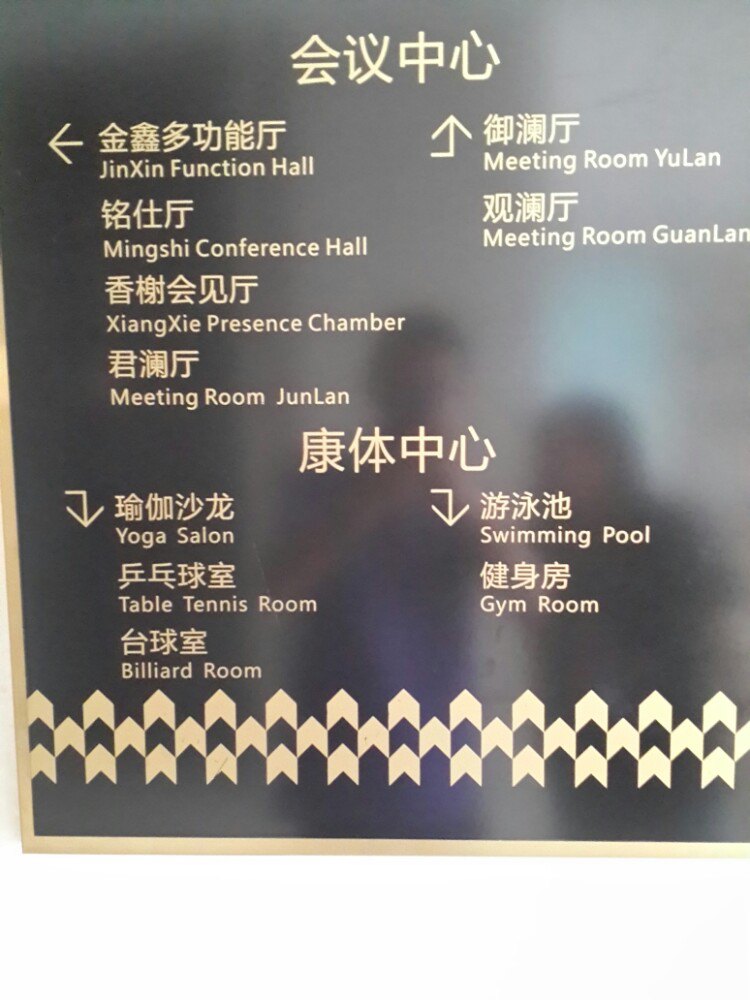 会议中心
金鑫多功能厅
JinXin Function Hall
铭仕厅
Mingshi Conference Hall
香榭会见厅
XiangXie Presence Chamber
君澜厅
Meeting Room JunLan
御澜厅
Meeting Room YuLan
观澜厅
Meeting Room GuanLan
康体中心
瑜伽沙龙
Yoga Salon
乒乓球室
Table Tennis Room
台球室
Billiard Room
游泳池
Swimming Pool
健身房
Gym Room